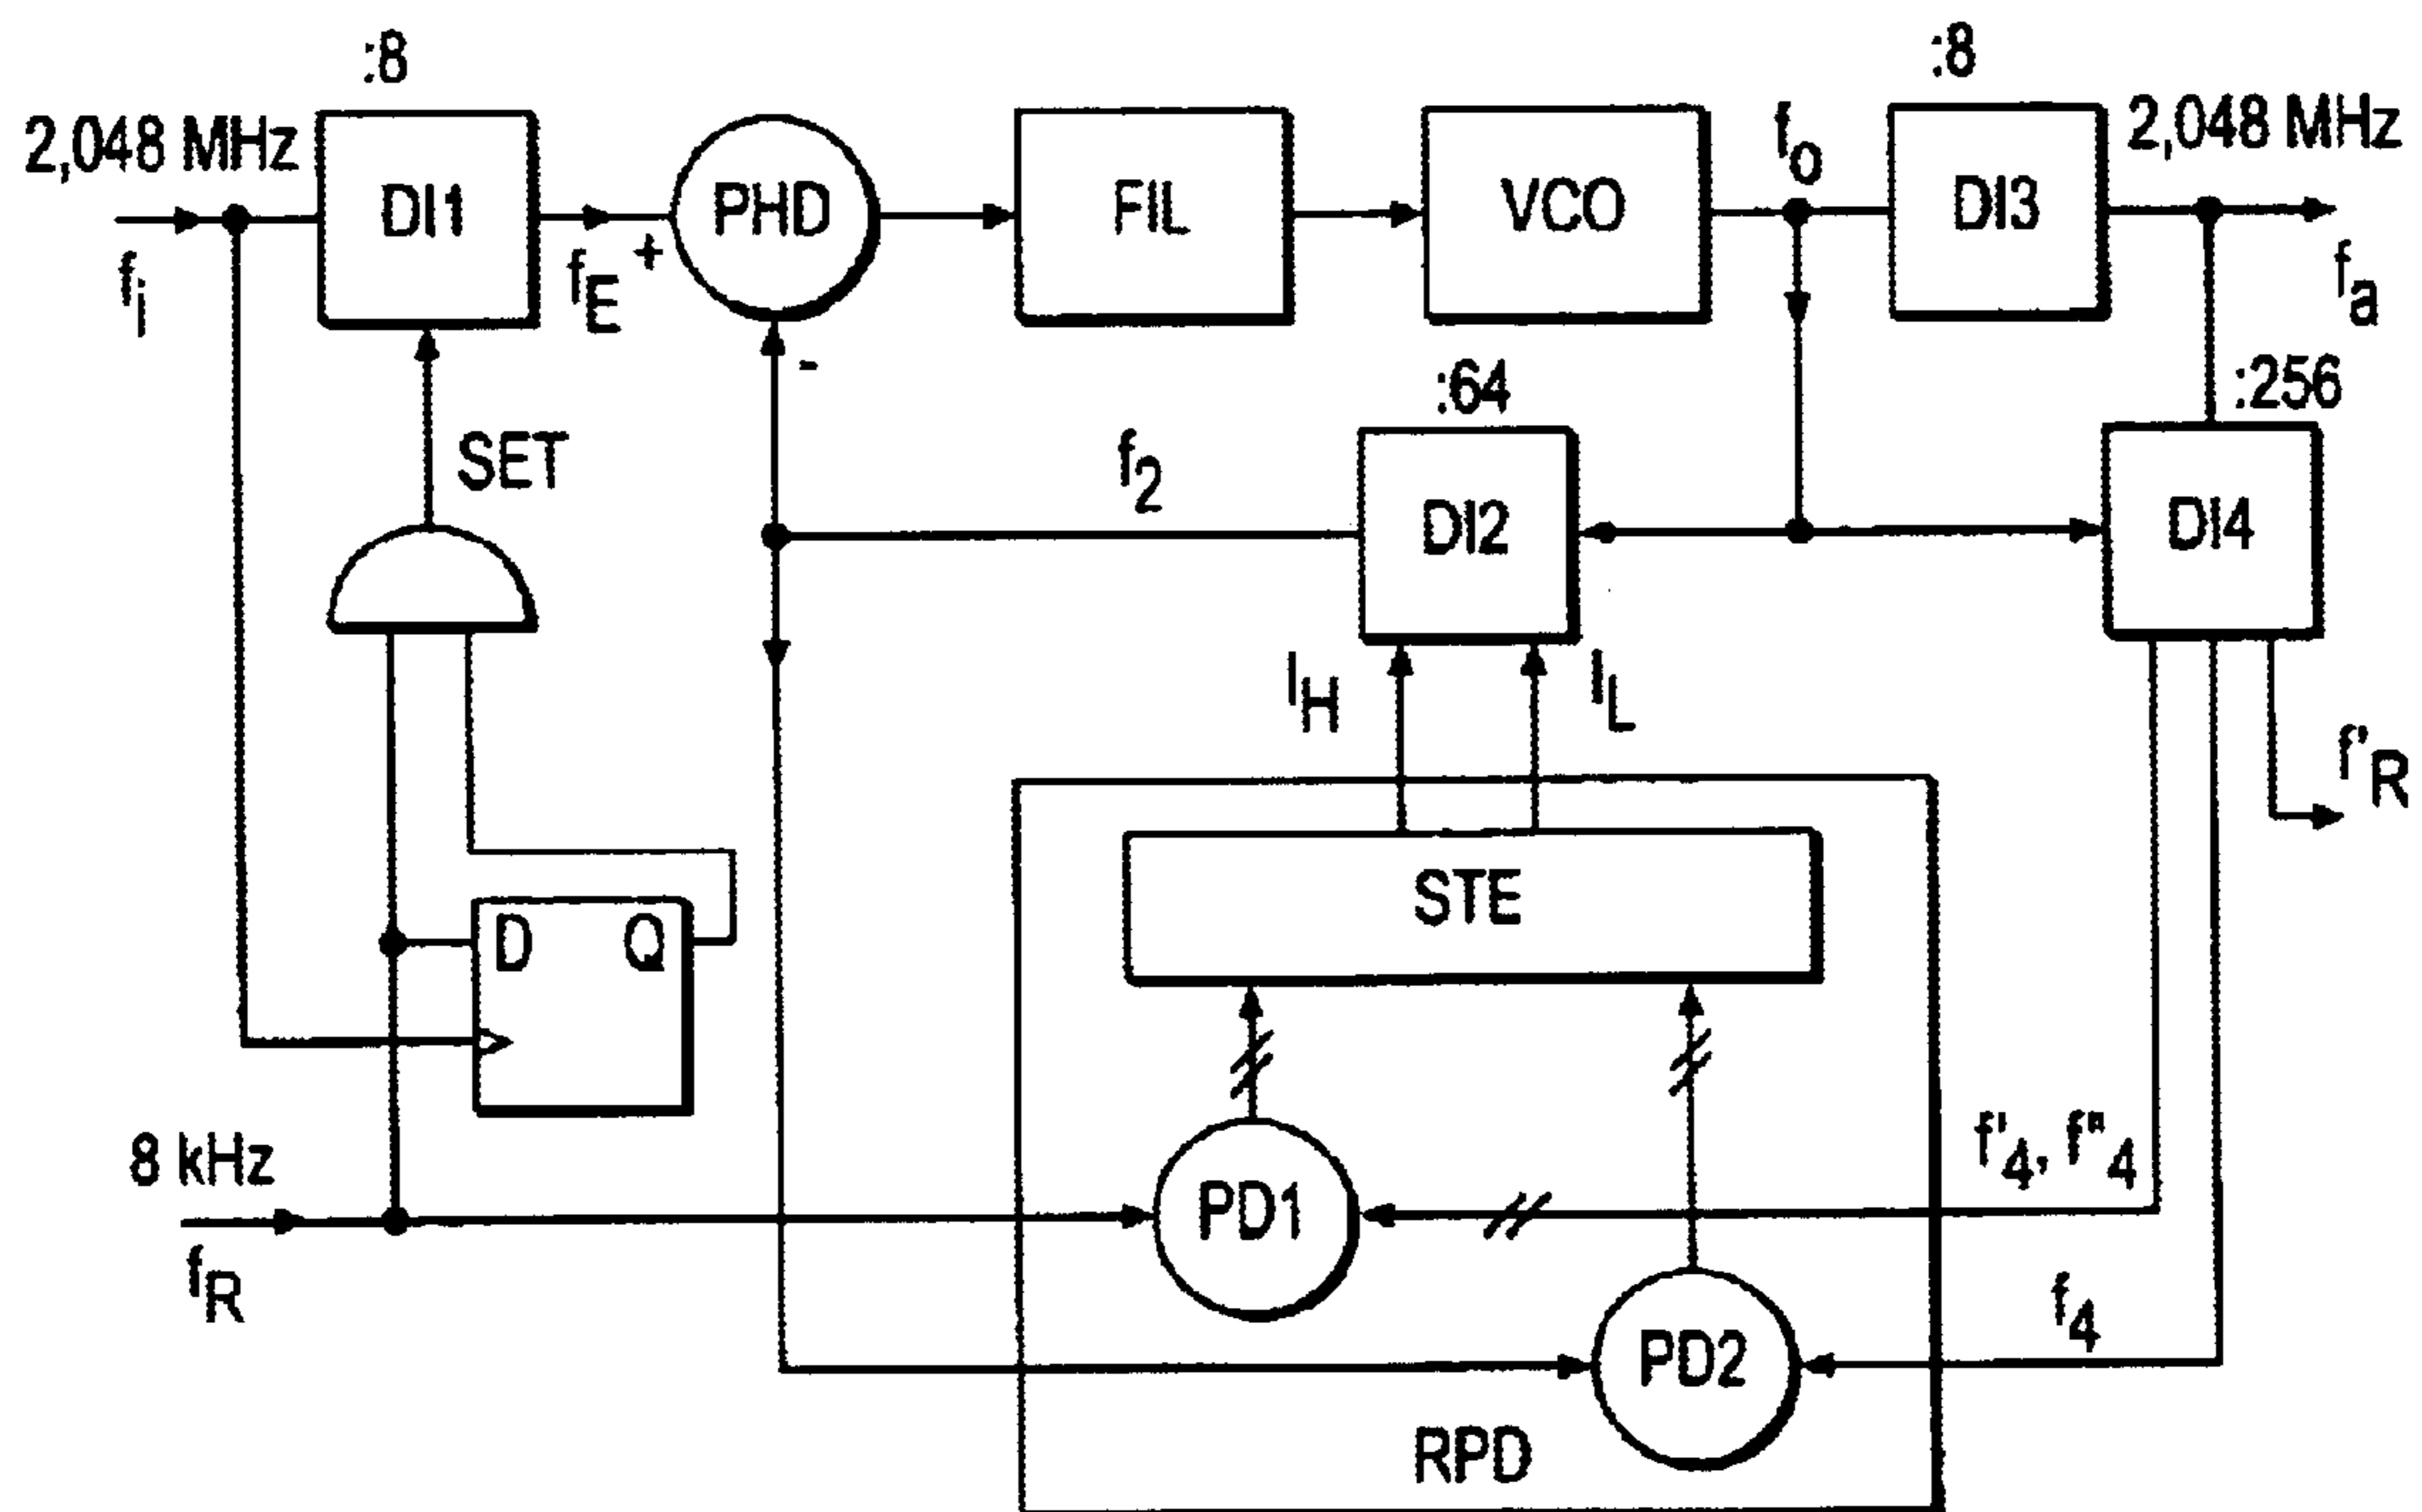 :8
:8
2,048 MHz
DI1
PHD
FIL
VCO
fo
DI3
2,048 MHz
fi
fE
+
fa
-
:64
:256
SET
f2
DI2
DI4
IH
IL
f'R
STE
D
Q
8 kHz
f'4, f"4
PD1
fR
f4
PD2
RPD